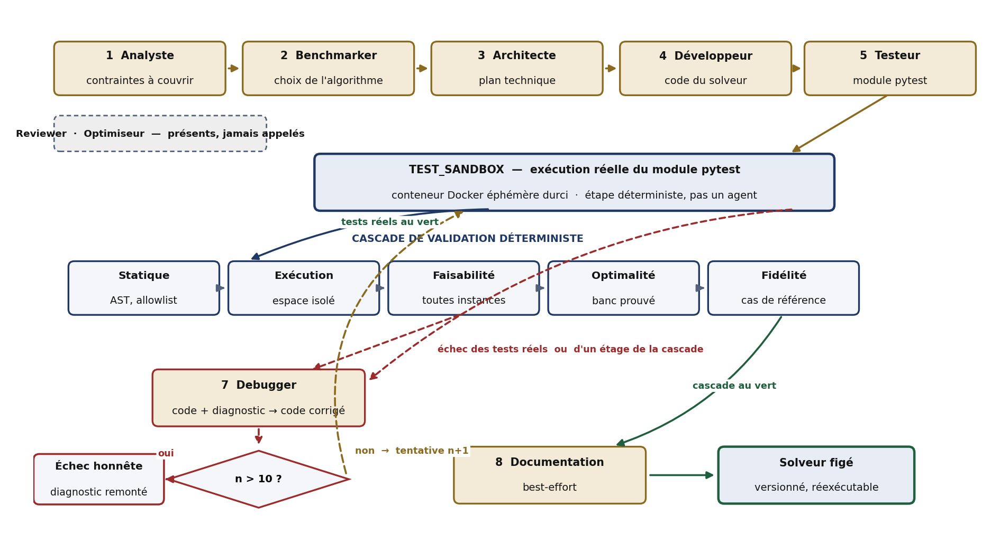 1  Analyste
contraintes à couvrir
2  Benchmarker
choix de l'algorithme
3  Architecte
plan technique
4  Développeur
code du solveur
5  Testeur
module pytest
Reviewer  ·  Optimiseur  —  présents, jamais appelés
TEST_SANDBOX  —  exécution réelle du module pytest
conteneur Docker éphémère durci  ·  étape déterministe, pas un agent
tests réels au vert
CASCADE DE VALIDATION DÉTERMINISTE
Statique
AST, allowlist
Exécution
espace isolé
Faisabilité
toutes instances
Optimalité
banc prouvé
Fidélité
cas de référence
échec des tests réels  ou  d'un étage de la cascade
7  Debugger
code + diagnostic → code corrigé
cascade au vert
oui
Échec honnête
diagnostic remonté
n > 10 ?
non  →  tentative n+1
8  Documentation
best-effort
Solveur figé
versionné, réexécutable